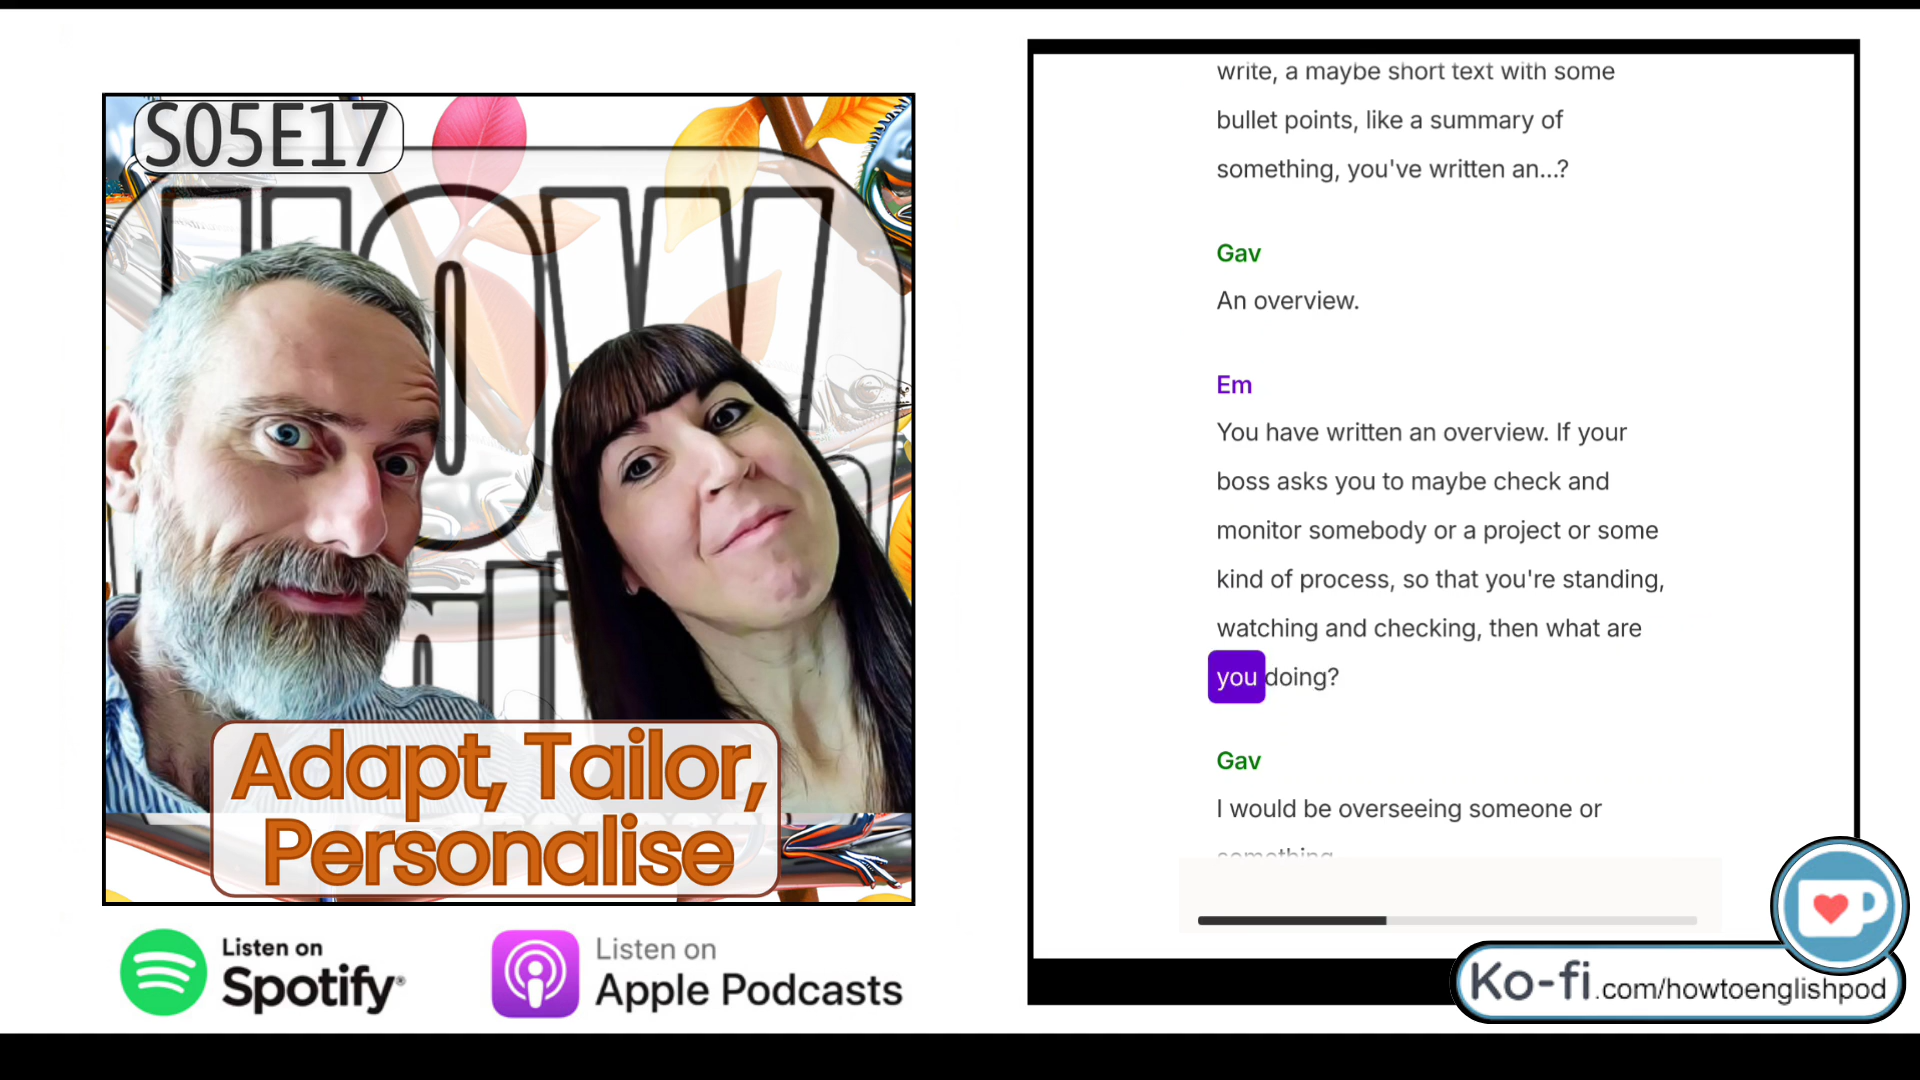 S05E17
HOW
Adapt, Tailor,
Personalise
Listen on
Spotify®
Listen on
Apple Podcasts
write, a maybe short text with some
bullet points, like a summary of
something, you've written an...?
Gav
An overview.
Em
You have written an overview. If your
boss asks you to maybe check and
monitor somebody or a project or some
kind of process, so that you're standing,
watching and checking, then what are
you doing?
Gav
I would be overseeing someone or
something
Ko-fi.com/howtoenglishpod